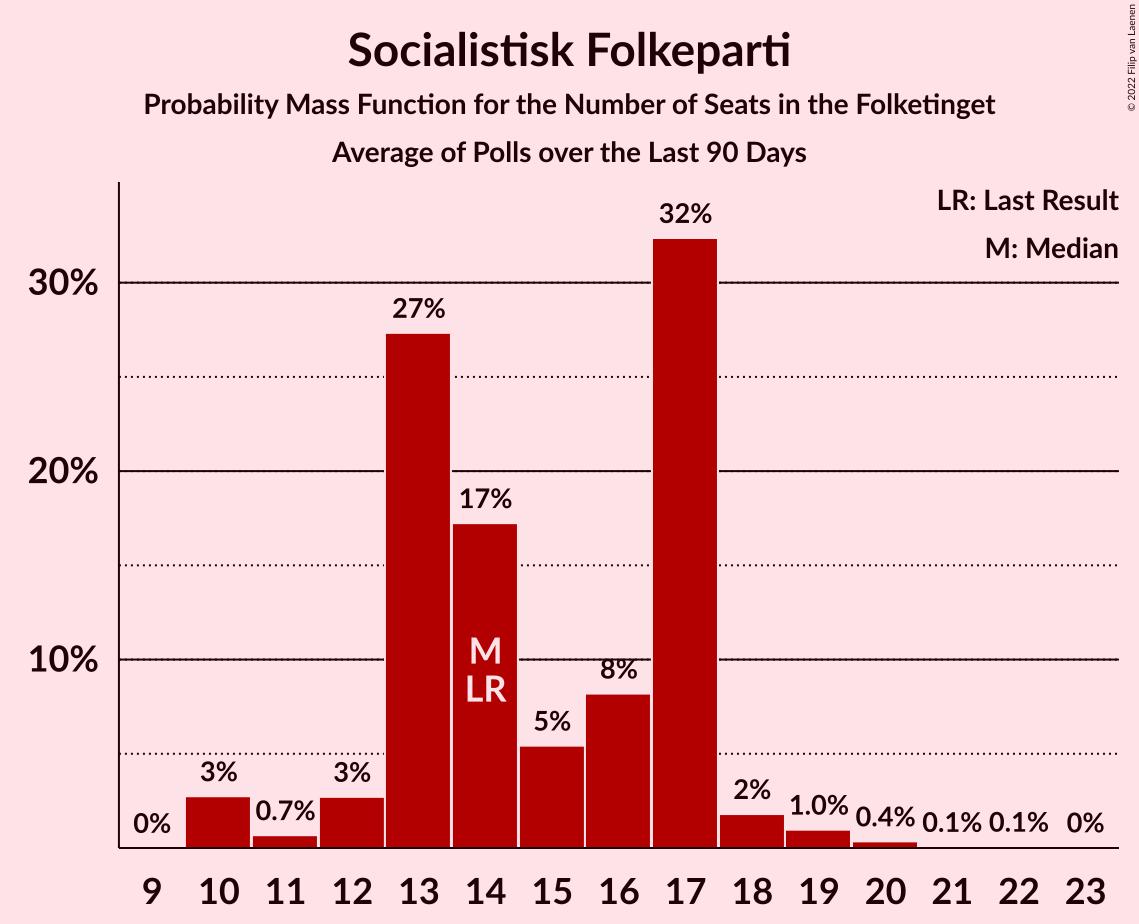 Socialistisk Folkeparti
Probability Mass Function for the Number of Seats in the Folketinget
Average of Polls over the Last 90 Days
© 2022 Filip van Laenen
LR: Last Result
M: Median
30%
20%
10%
0%
3%
0.7%
3%
27%
17%
5%
8%
32%
2%
1.0%
0.4%
0.1%
0.1%
0%
M
LR
9 10 11 12 13 14 15 16 17 18 19 20 21 22 23